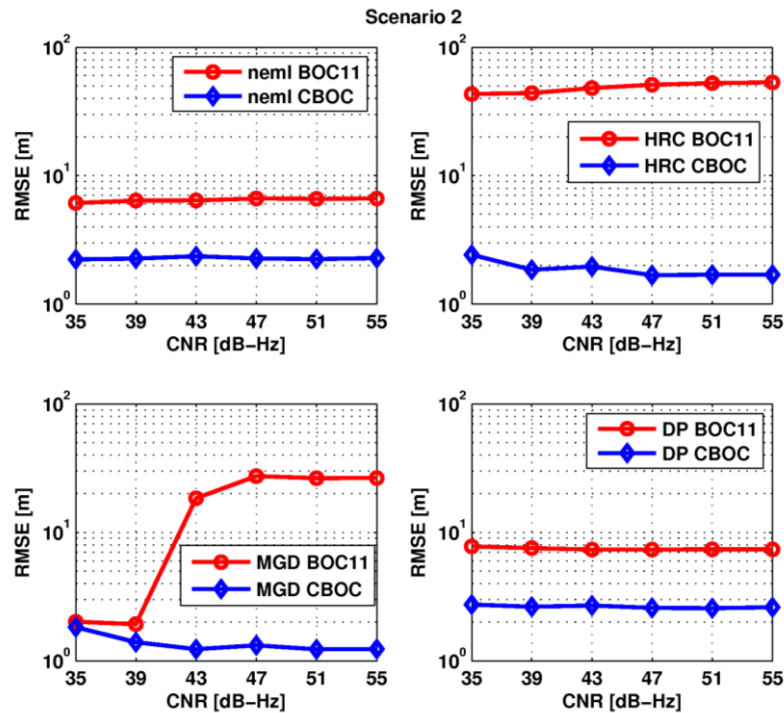 Scenario 2
10^2
10^1
10^0
RMSE [m]
neml BOC11
neml CBOC
35 39 43 47 51 55
CNR [dB-Hz]
10^2
10^1
10^0
RMSE [m]
HRC BOC11
HRC CBOC
35 39 43 47 51 55
CNR [dB-Hz]
10^2
10^1
10^0
RMSE [m]
MGD BOC11
MGD CBOC
35 39 43 47 51 55
CNR [dB-Hz]
10^2
10^1
10^0
RMSE [m]
DP BOC11
DP CBOC
35 39 43 47 51 55
CNR [dB-Hz]